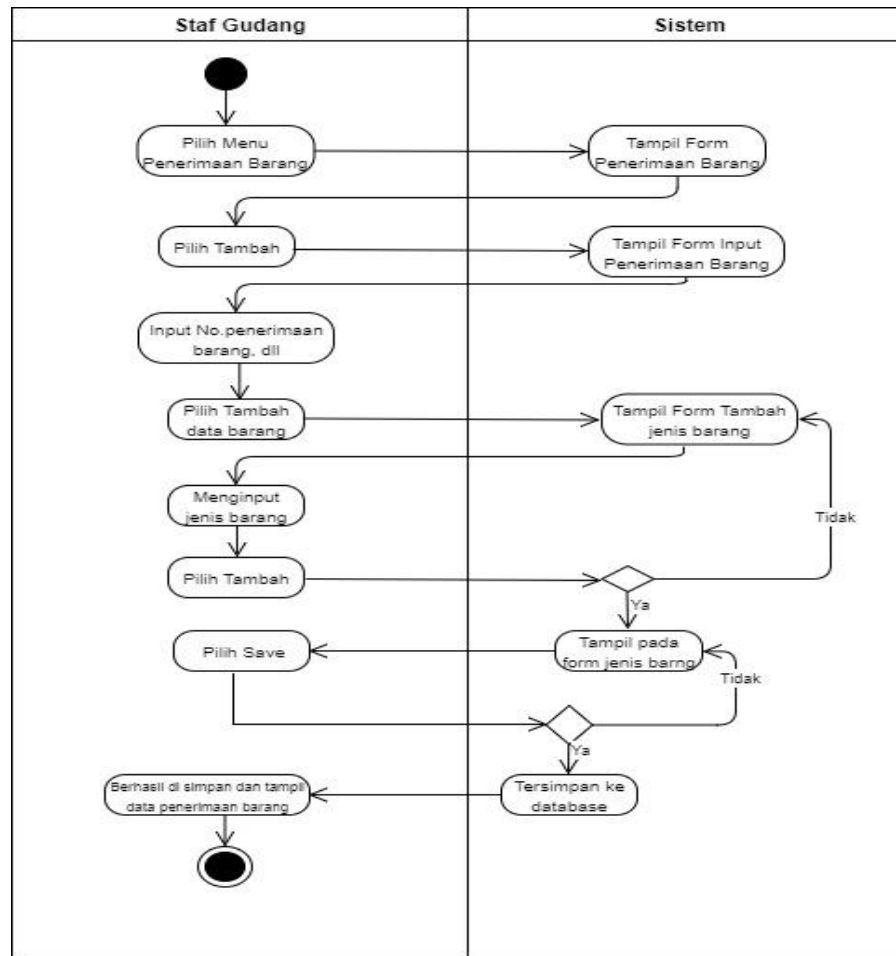 Staf Gudang
Sistem
Pilih Menu
Penerimaan Barang
Tampil Form
Penerimaan Barang
Pilih Tambah
Tampil Form Input
Penerimaan Barang
Input No.penerimaan
barang, dll
Pilih Tambah
data barang
Tampil Form Tambah
jenis barang
Menginput
jenis barang
Tidak
Pilih Tambah
Ya
Tampil pada
form jenis barng
Pilih Save
Tidak
Ya
Tersimpan ke
database
Berhasil di simpan dan tampil
data penerimaan barang